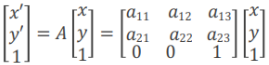 [x′ y′ 1] = A [x y 1] = [a₁₁ a₁₂ a₁₃; a₂₁ a₂₂ a₂₃; 0 0 1] [x y 1]